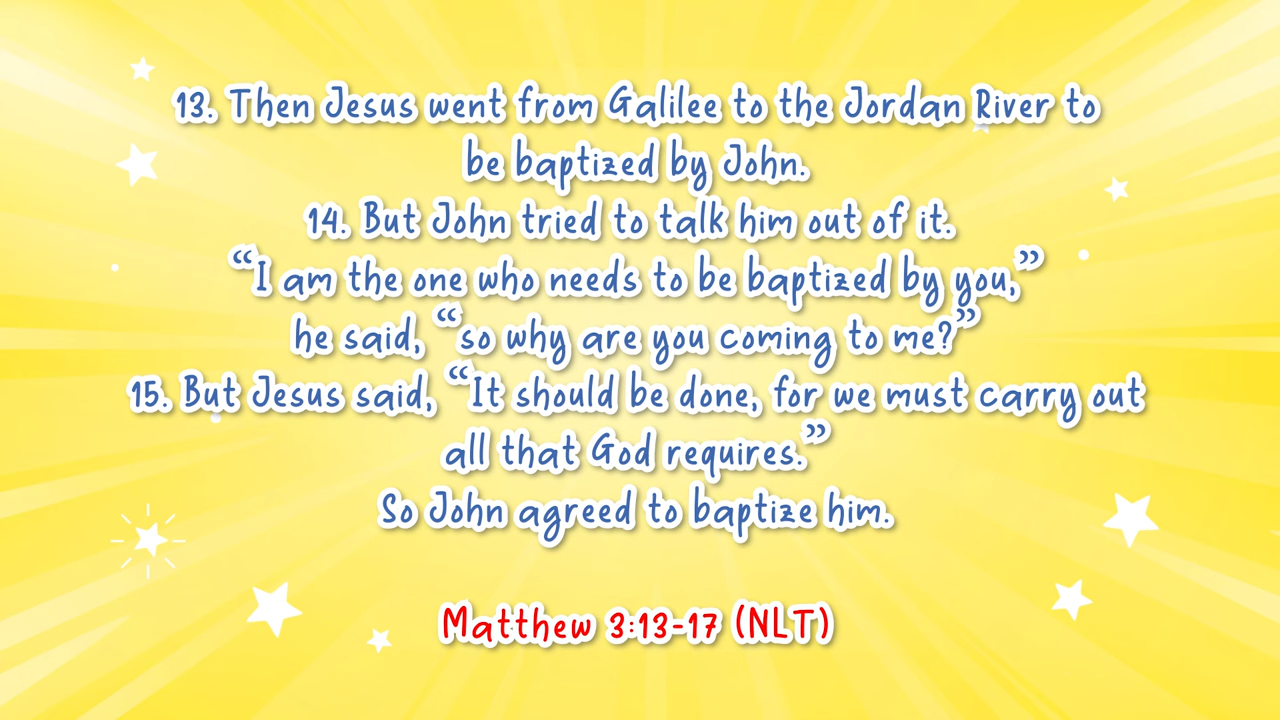 13. Then Jesus went from Galilee to the Jordan River to
be baptized by John.
14. But John tried to talk him out of it.
“I am the one who needs to be baptized by you,”
he said, “so why are you coming to me?”
15. But Jesus said, “It should be done, for we must carry out
all that God requires.”
So John agreed to baptize him.
Matthew 3:13-17 (NLT)